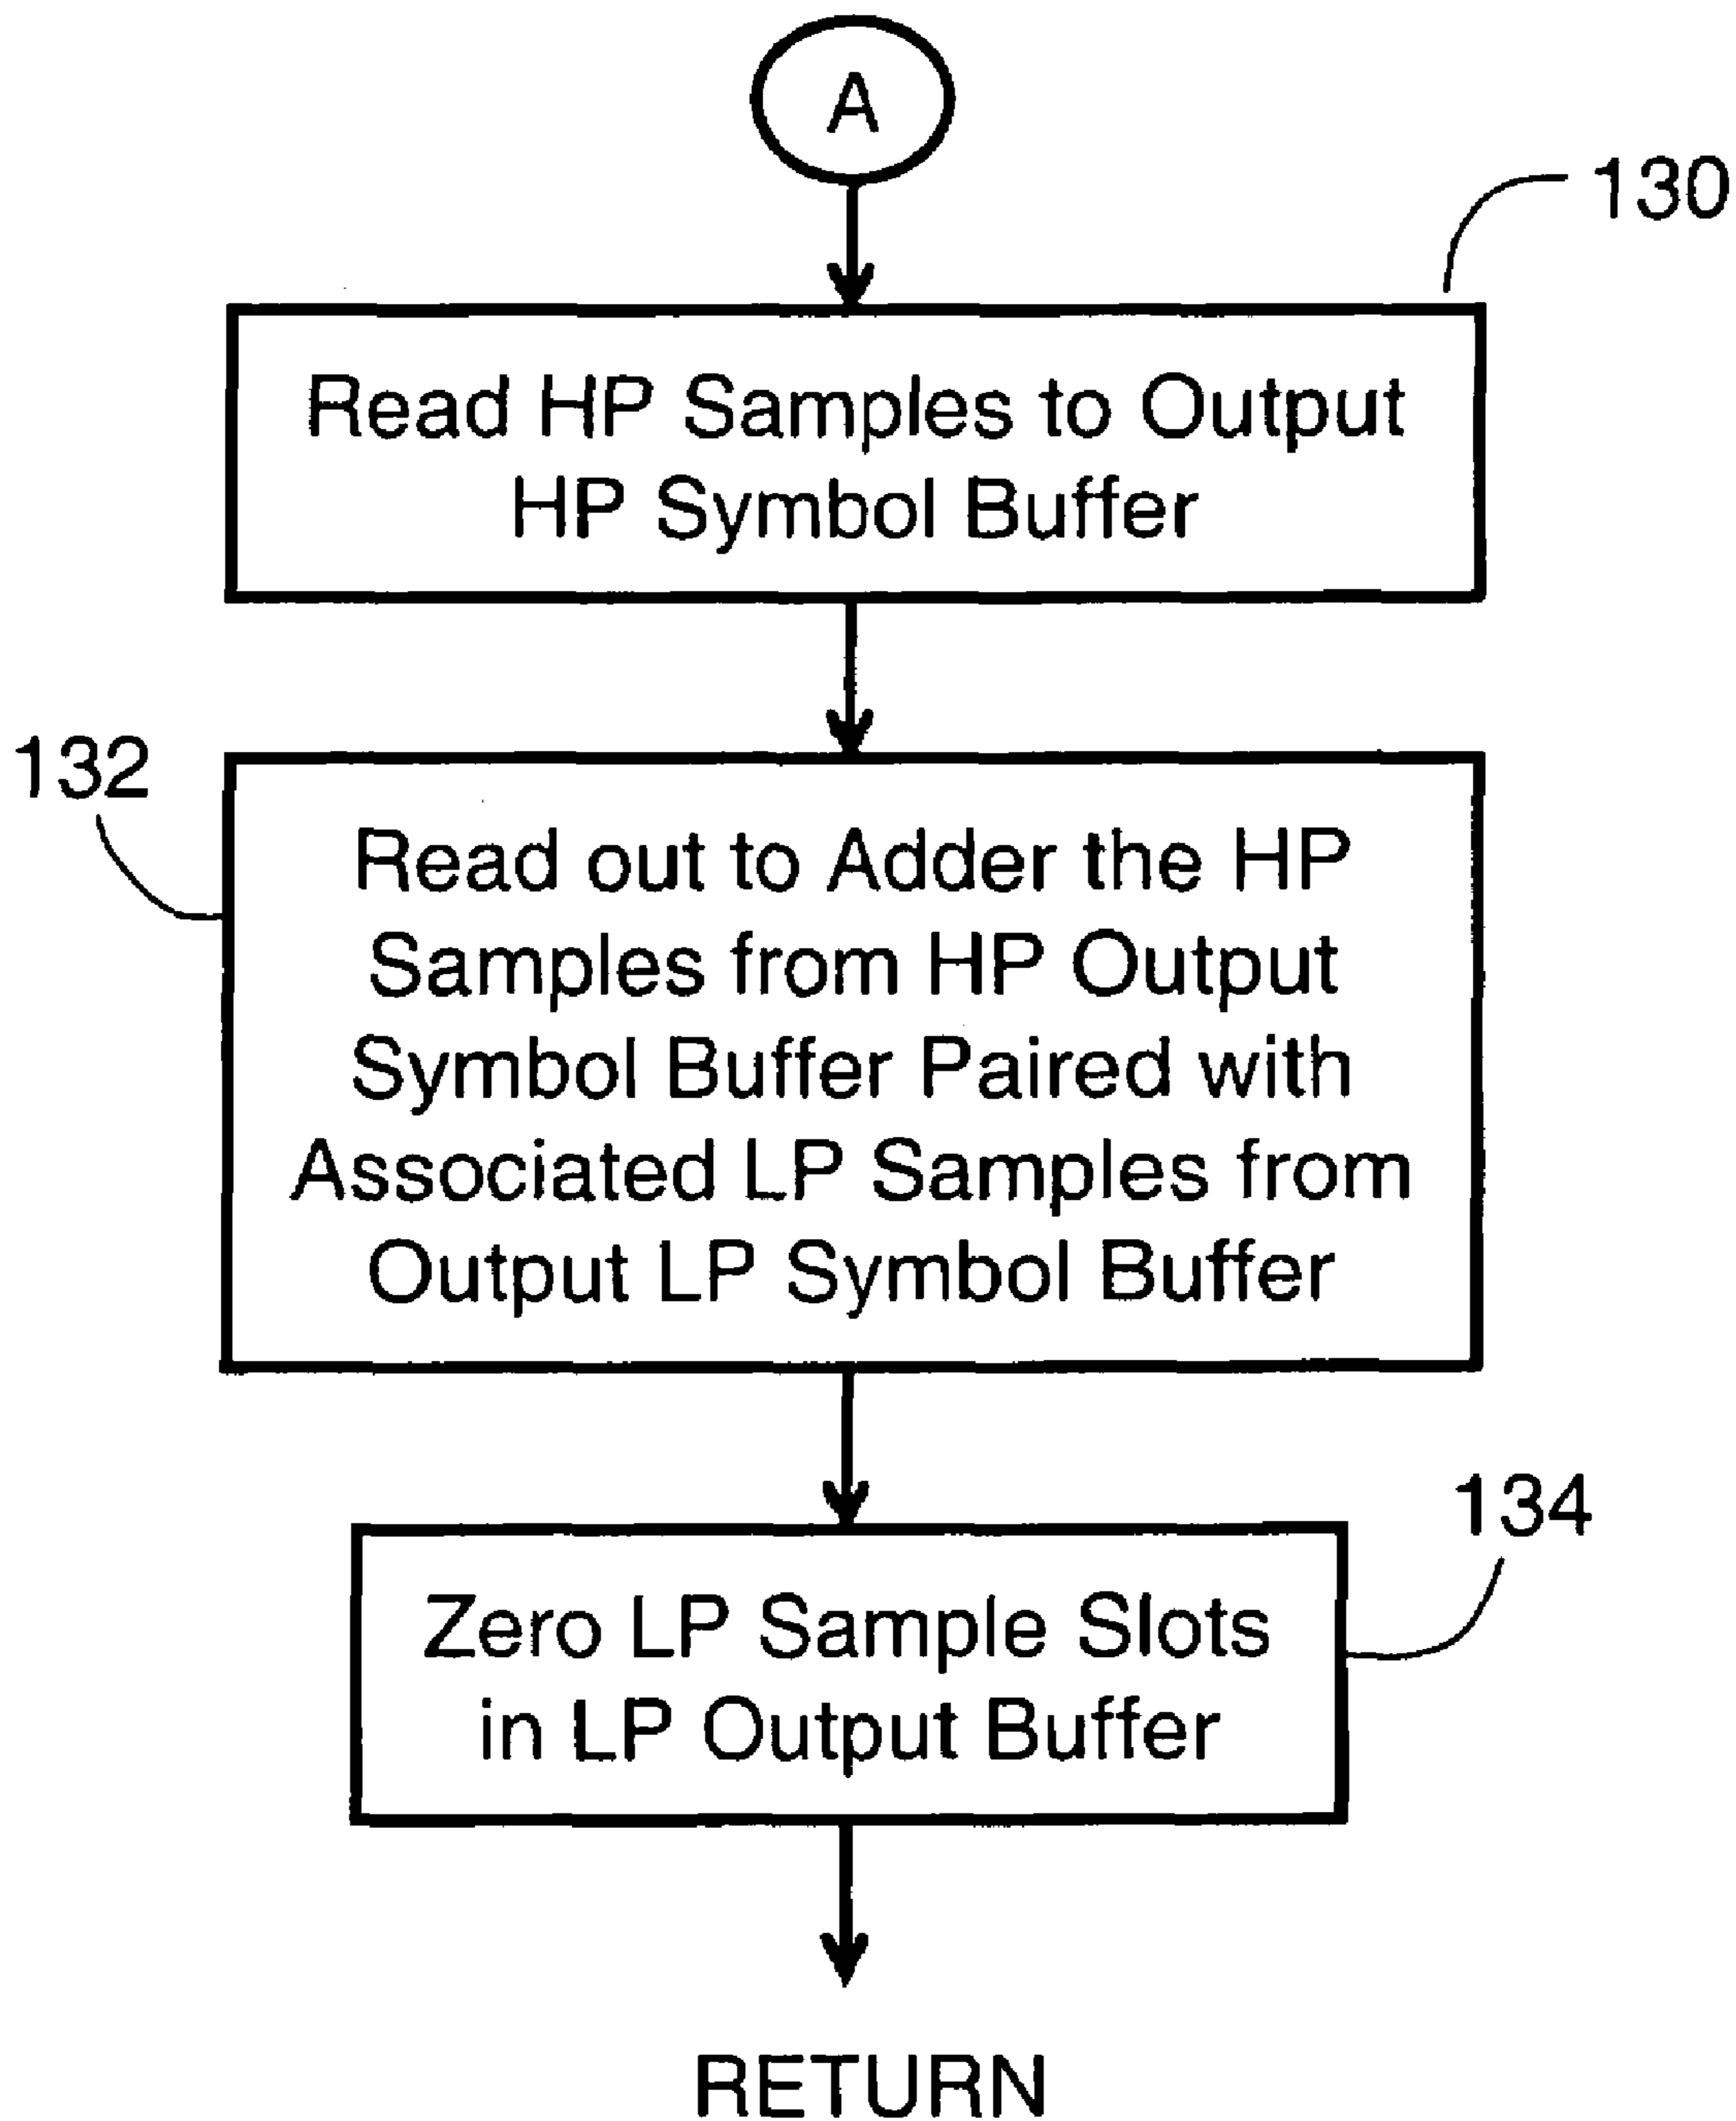 A
130
Read HP Samples to Output
HP Symbol Buffer
132
Read out to Adder the HP
Samples from HP Output
Symbol Buffer Paired with
Associated LP Samples from
Output LP Symbol Buffer
134
Zero LP Sample Slots
in LP Output Buffer
RETURN